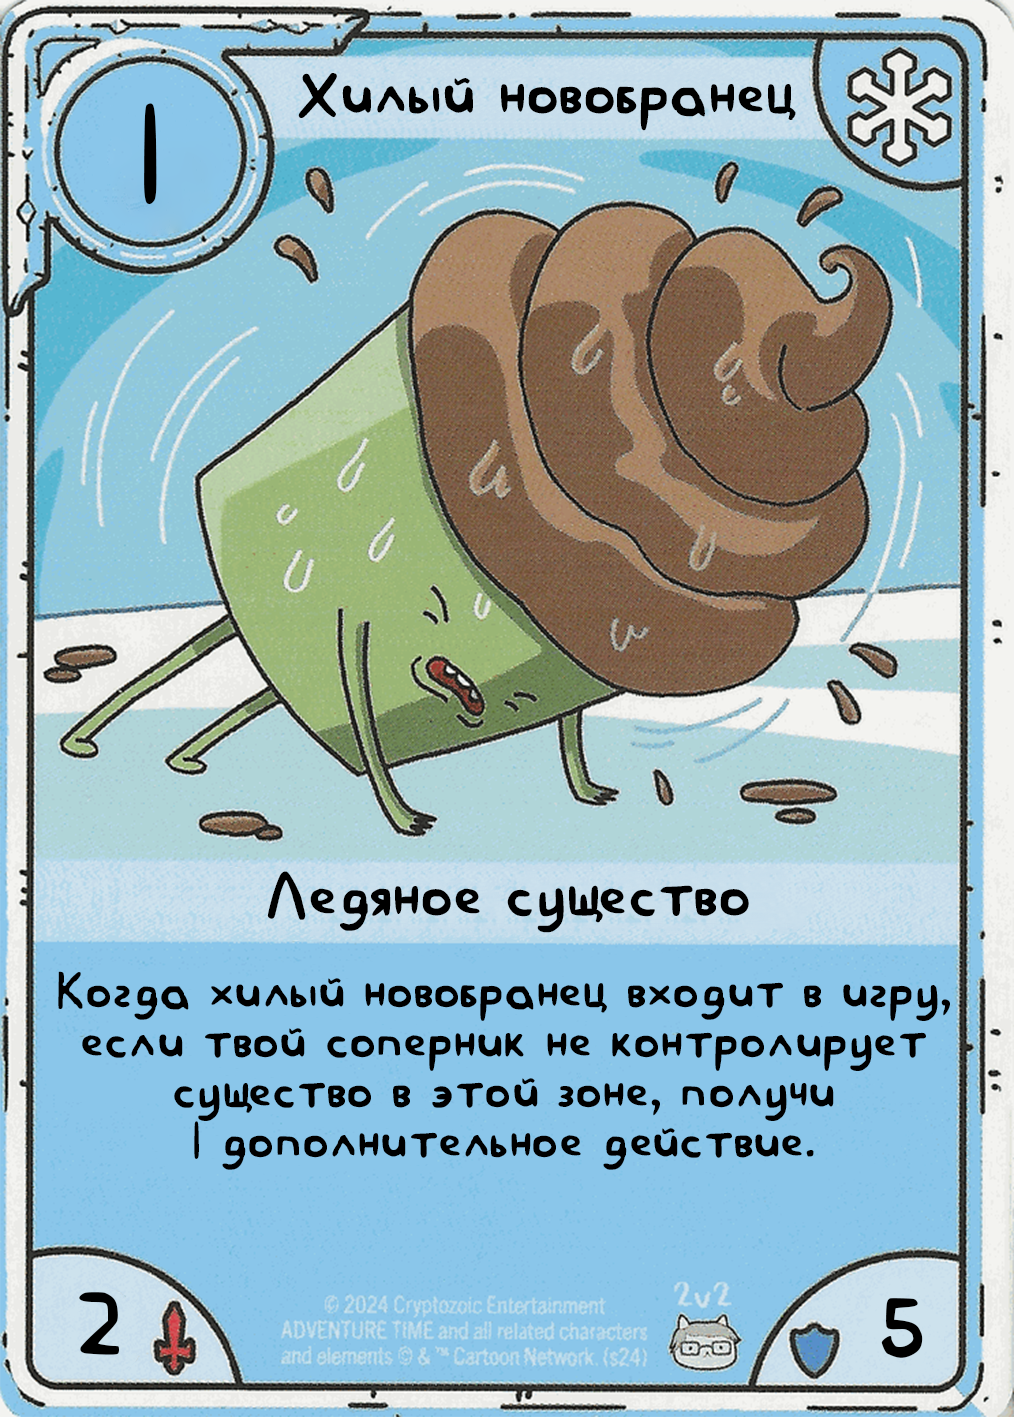 1
Хилый новобранец
Ледяное существо
Когда хилый новобранец входит в игру,
если твой соперник не контролирует
существо в этой зоне, получи
1 дополнительное действие.
2
© 2024 Cryptozoic Entertainment
ADVENTURE TIME and all related characters
and elements © & ™ Cartoon Network. (s24)
2v2
5